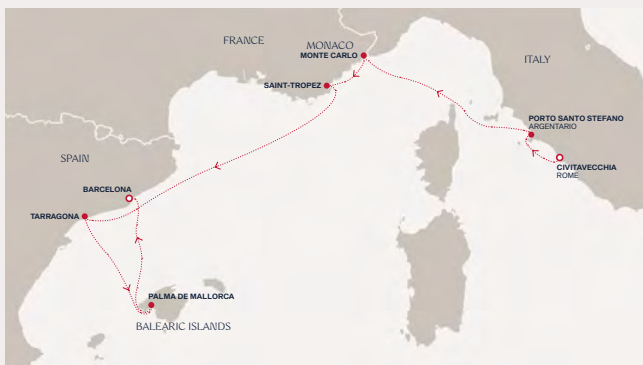 FRANCE
MONACO
MONTE CARLO
ITALY
SAINT-TROPEZ
PORTO SANTO STEFANO
ARGENTARIO
SPAIN
CIVITAVECCHIA
ROME
BARCELONA
TARRAGONA
PALMA DE MALLORCA
BALEARIC ISLANDS